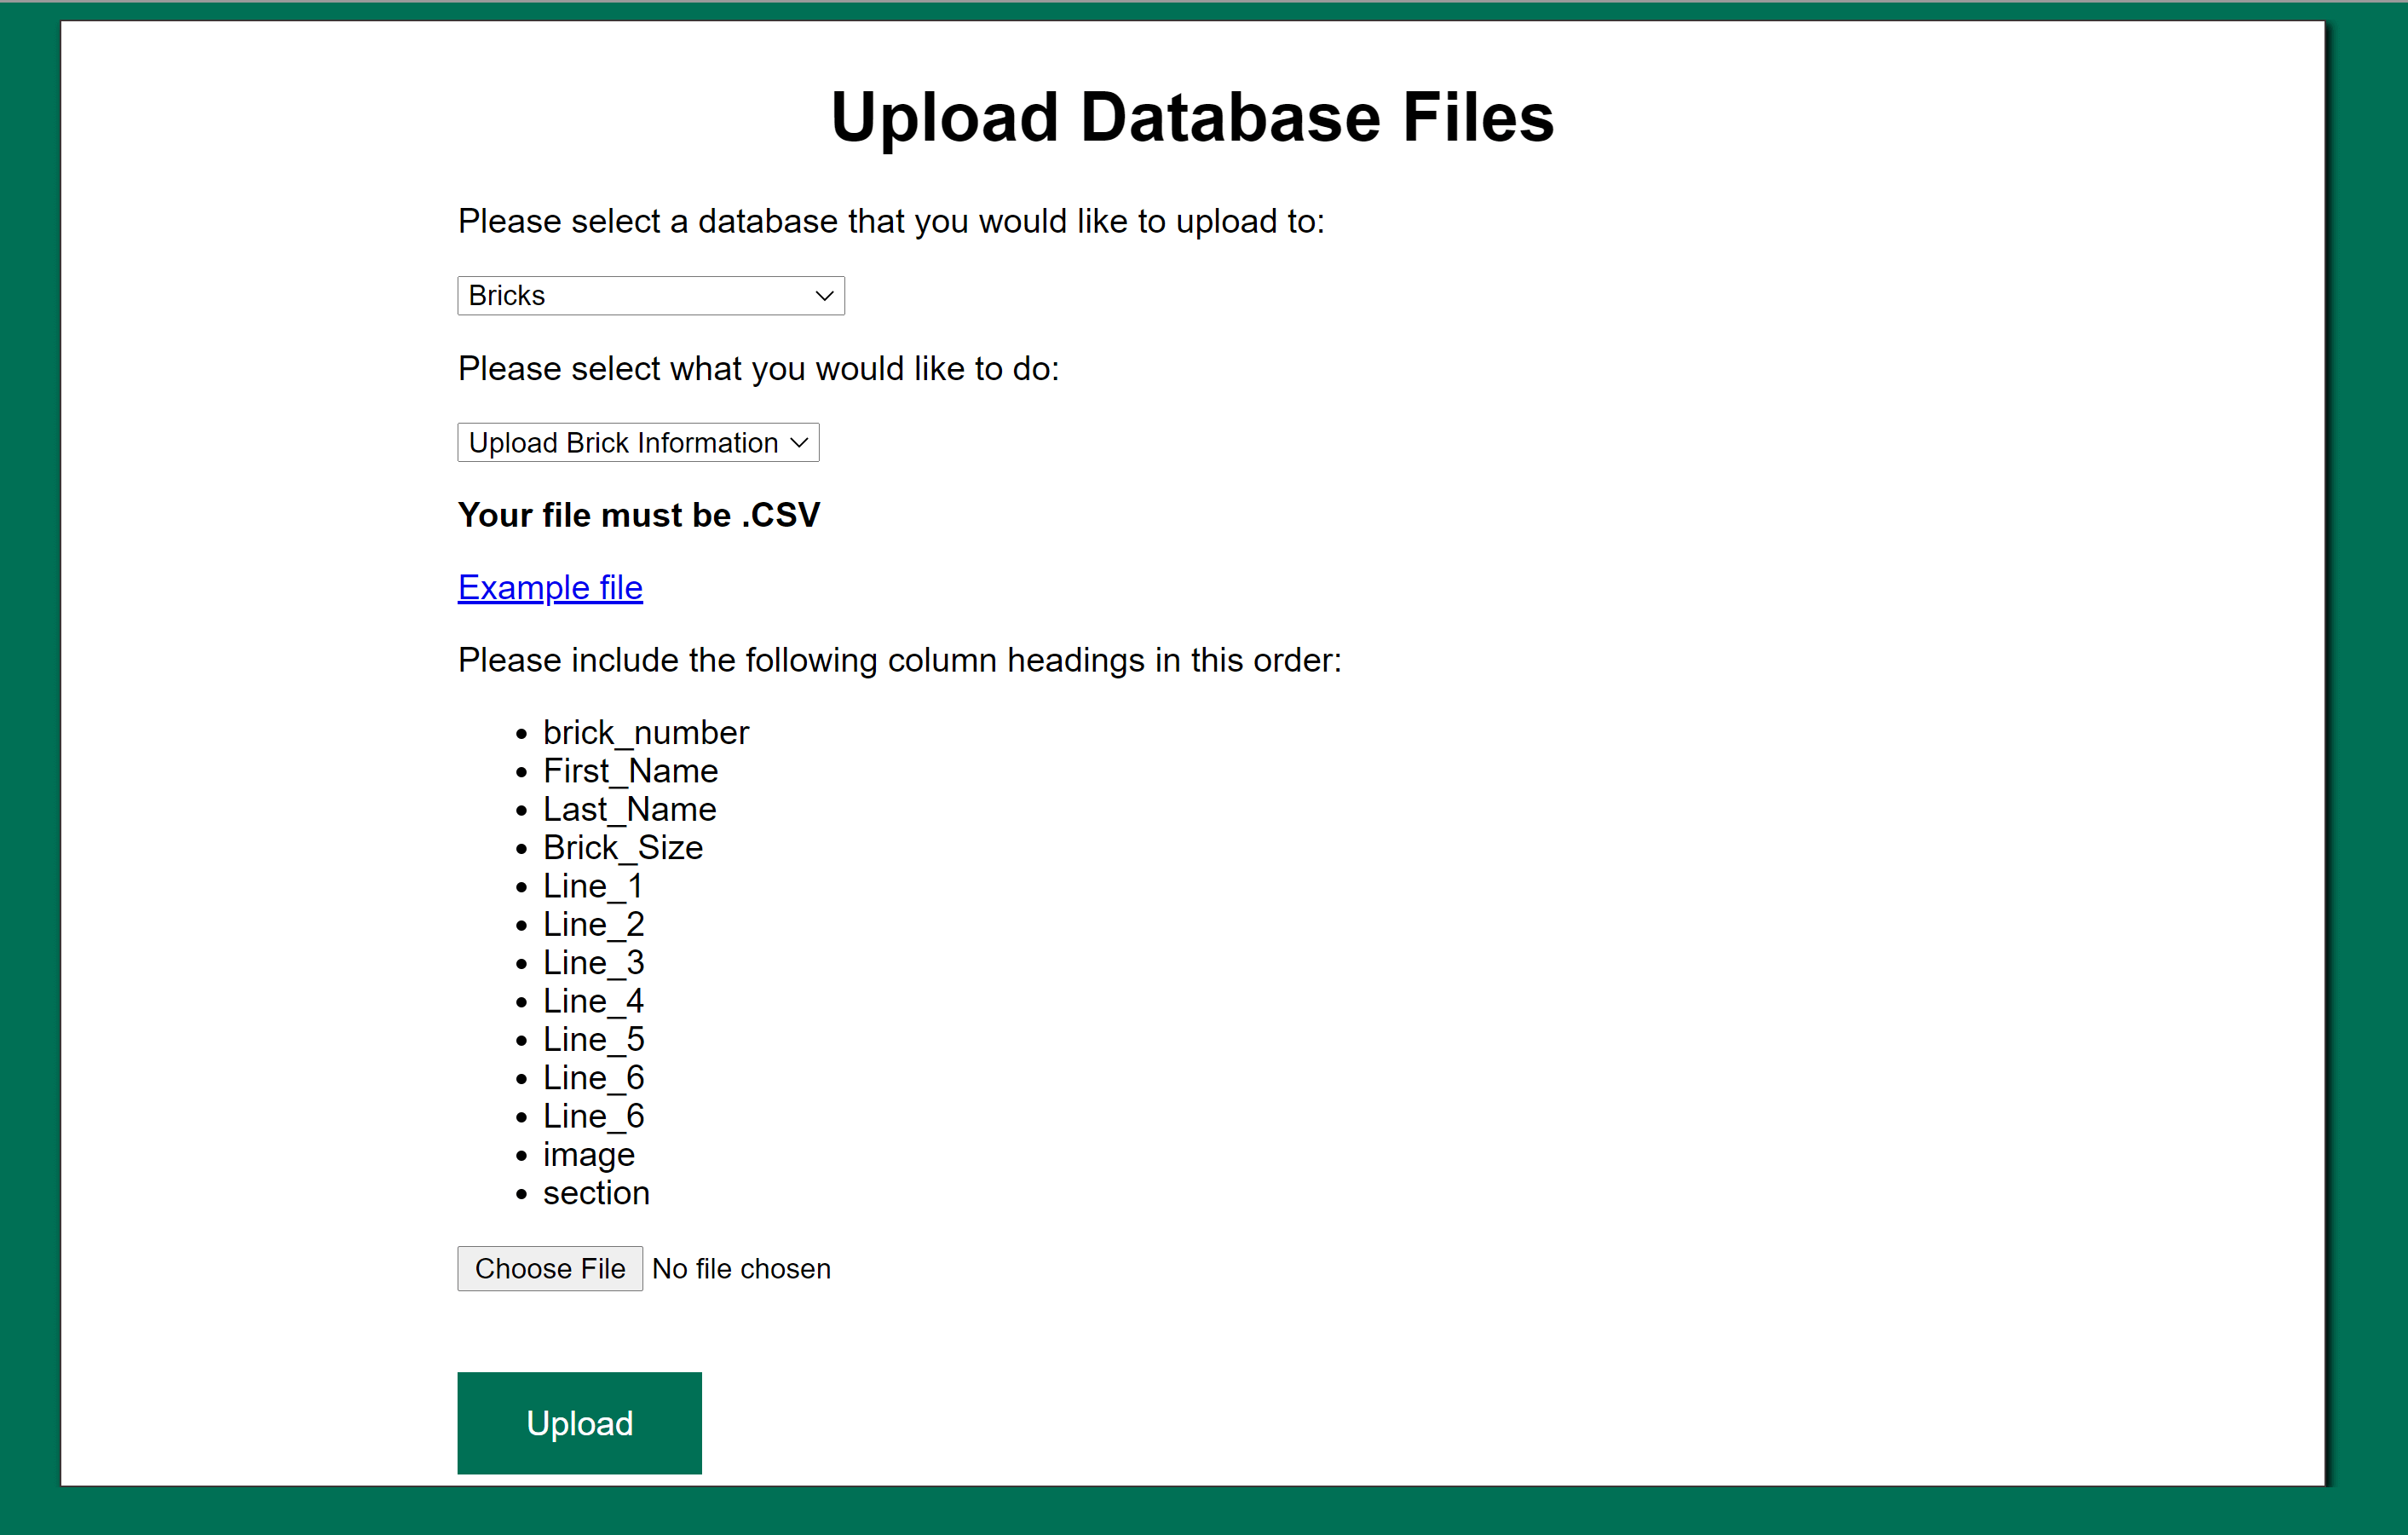 Upload Database Files
Please select a database that you would like to upload to:
Bricks
Please select what you would like to do:
Upload Brick Information
Your file must be .CSV
Example file
Please include the following column headings in this order:
brick_number
First_Name
Last_Name
Brick_Size
Line_1
Line_2
Line_3
Line_4
Line_5
Line_6
Line_6
image
section
Choose File No file chosen
Upload